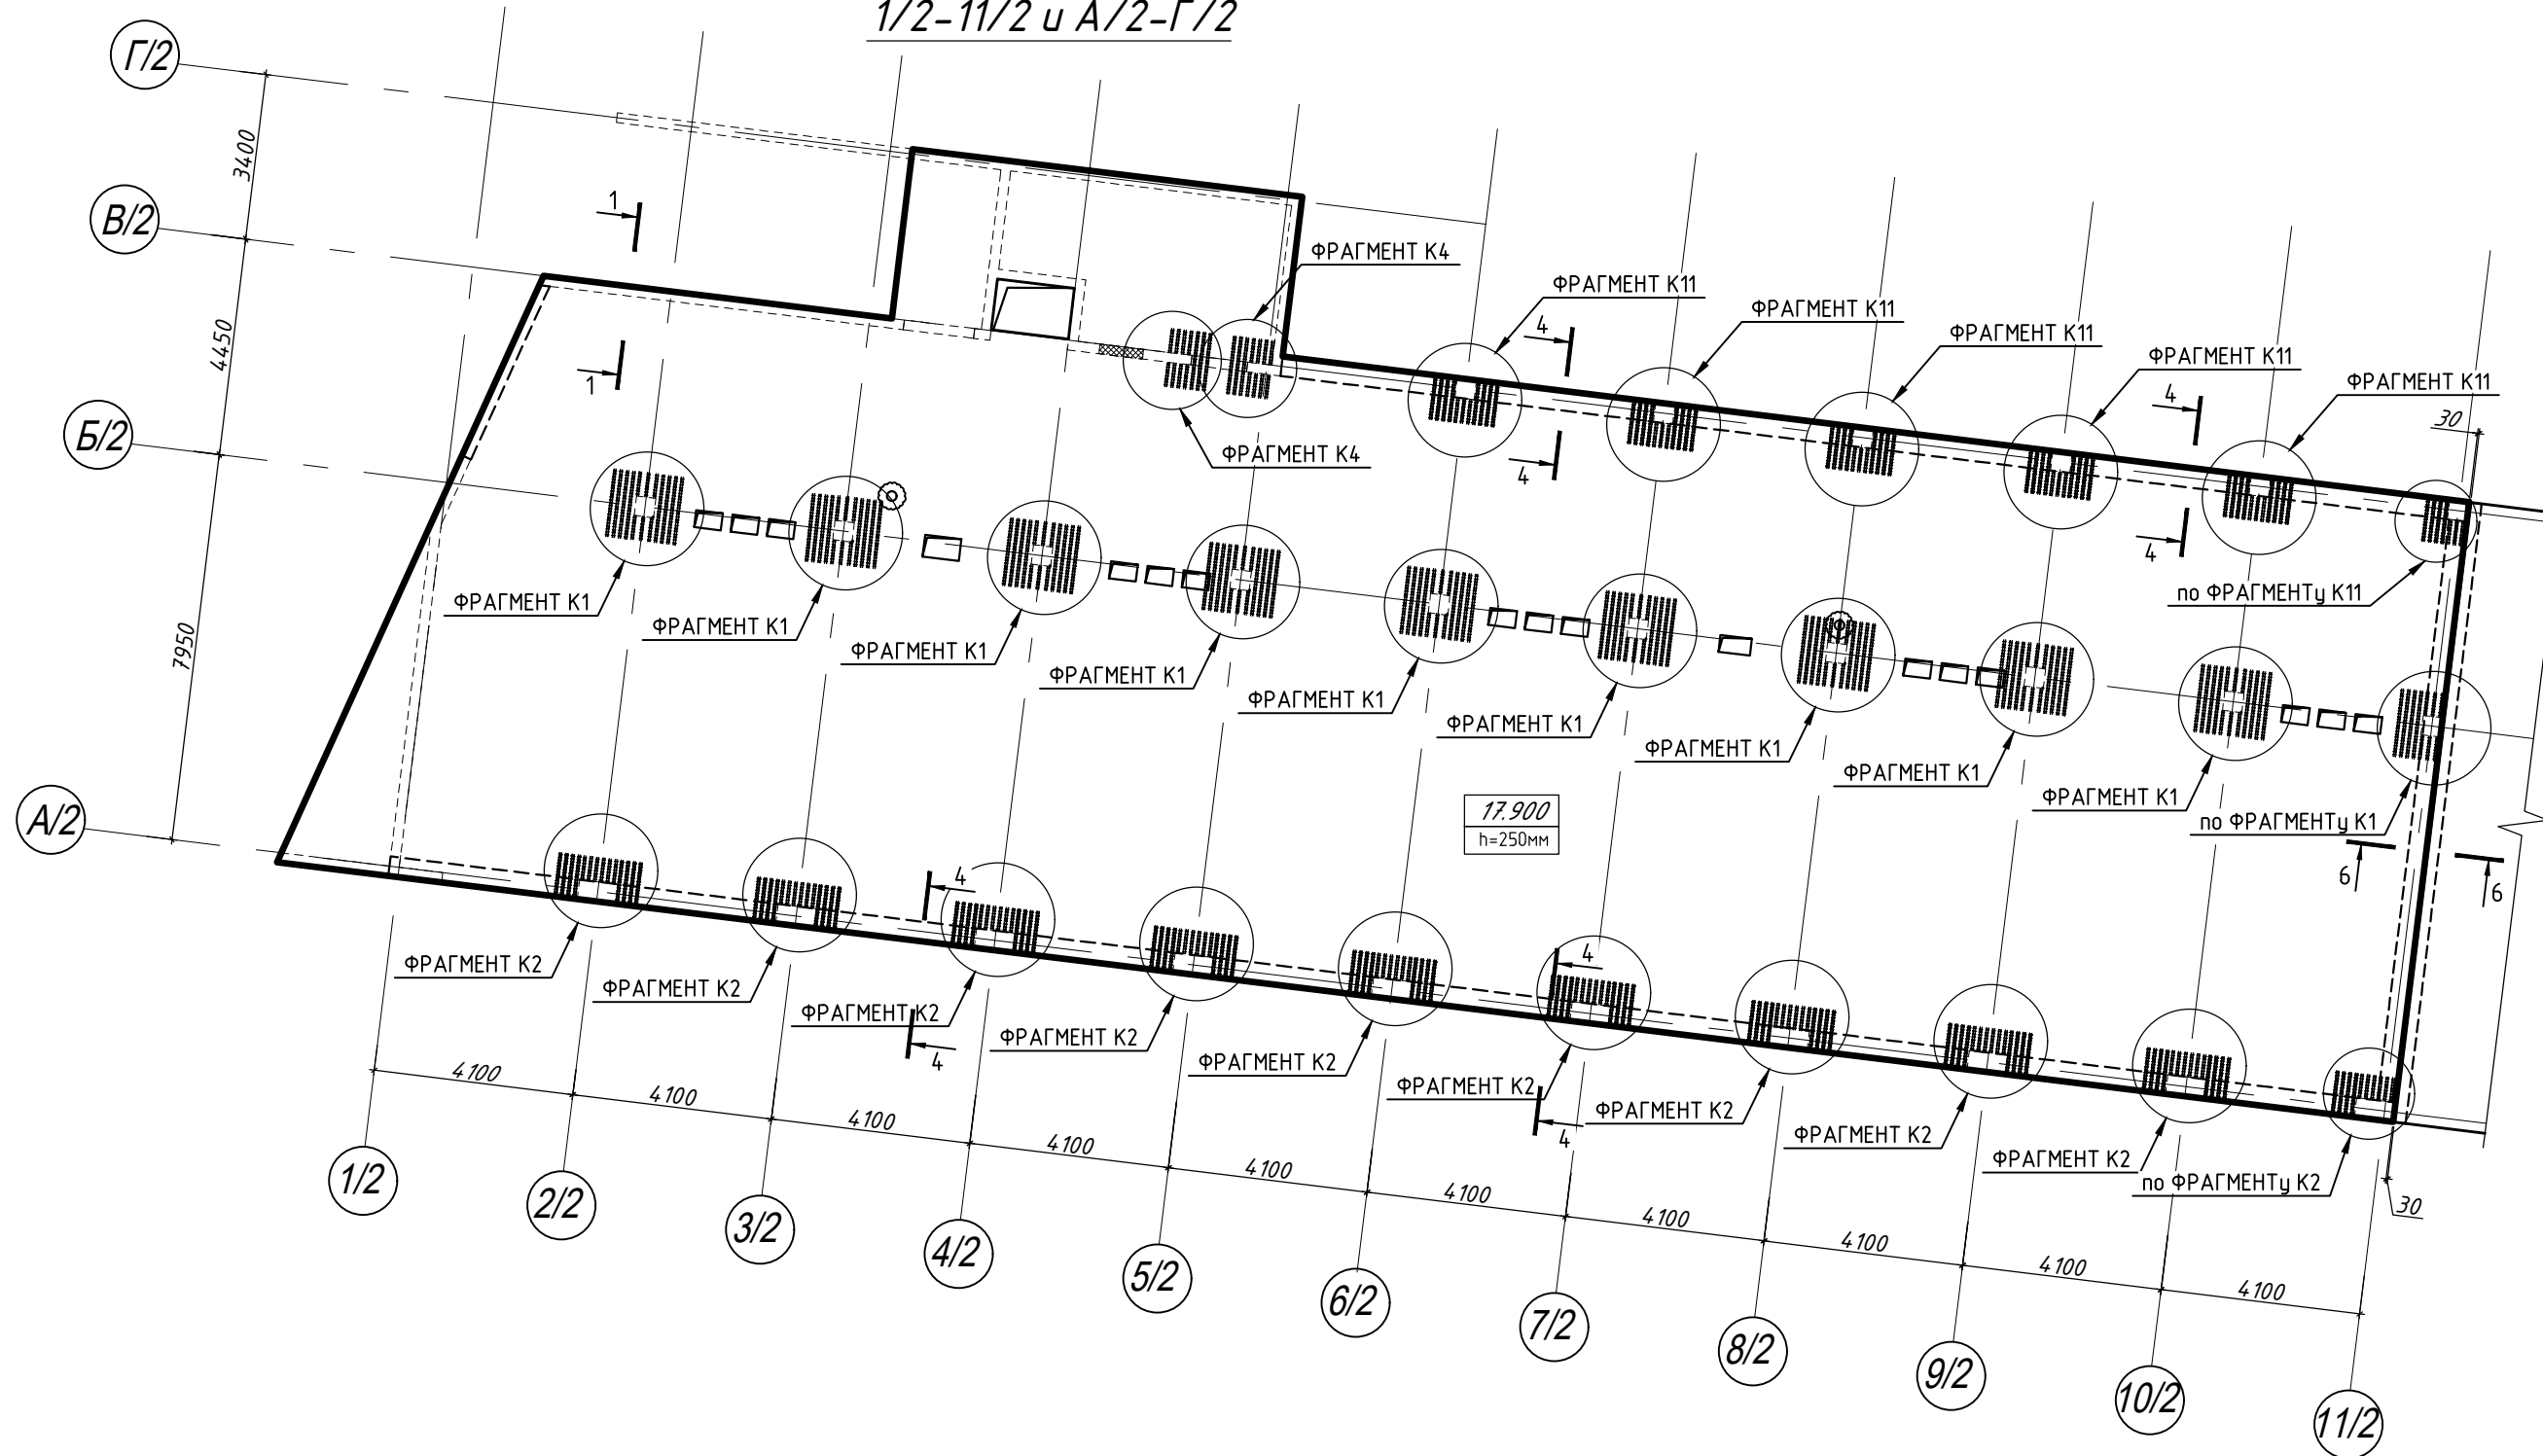 1/2-11/2 и А/2-Г/2
Г/2
3400
В/2
1
ФРАГМЕНТ К4
ФРАГМЕНТ К11
ФРАГМЕНТ К11
ФРАГМЕНТ К11
ФРАГМЕНТ К11
ФРАГМЕНТ К11
4450
1
4
4
30
Б/2
ФРАГМЕНТ К4
4
4
по ФРАГМЕНТу К11
7950
ФРАГМЕНТ К1
ФРАГМЕНТ К1
ФРАГМЕНТ К1
ФРАГМЕНТ К1
ФРАГМЕНТ К1
ФРАГМЕНТ К1
ФРАГМЕНТ К1
ФРАГМЕНТ К1
ФРАГМЕНТ К1
по ФРАГМЕНТу К1
17.900
h=250мм
А/2
6
6
4
4
ФРАГМЕНТ К2
ФРАГМЕНТ К2
ФРАГМЕНТ К2
ФРАГМЕНТ К2
ФРАГМЕНТ К2
ФРАГМЕНТ К2
ФРАГМЕНТ К2
ФРАГМЕНТ К2
ФРАГМЕНТ К2
по ФРАГМЕНТу К2
4
4
30
4100
4100
4100
4100
4100
4100
4100
4100
4100
4100
1/2
2/2
3/2
4/2
5/2
6/2
7/2
8/2
9/2
10/2
11/2